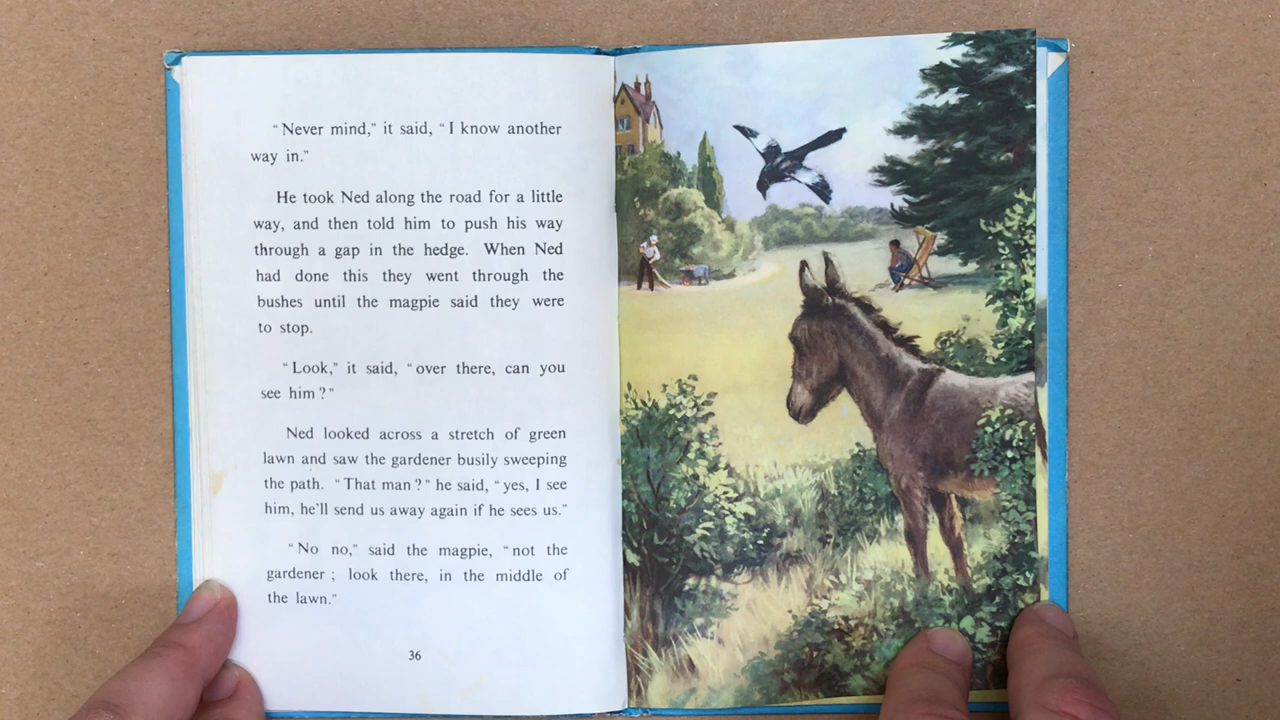 “Never mind,” it said, “I know another
way in.”
He took Ned along the road for a little
way, and then told him to push his way
through a gap in the hedge. When Ned
had done this they went through the
bushes until the magpie said they were
to stop.
“Look,” it said, “over there, can you
see him?”
Ned looked across a stretch of green
lawn and saw the gardener busily sweeping
the path. “That man?” he said, “yes, I see
him, he’ll send us away again if he sees us.”
“No no,” said the magpie, “not the
gardener; look there, in the middle of
the lawn.”
36